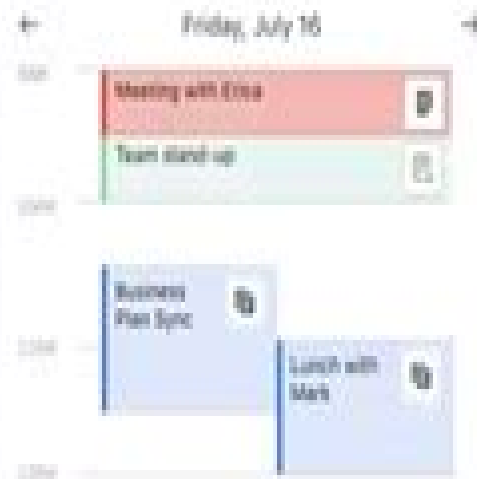 Friday, July 16
Meeting with Erica
Team stand-up
Business
Plan Sync
Lunch with
Mark